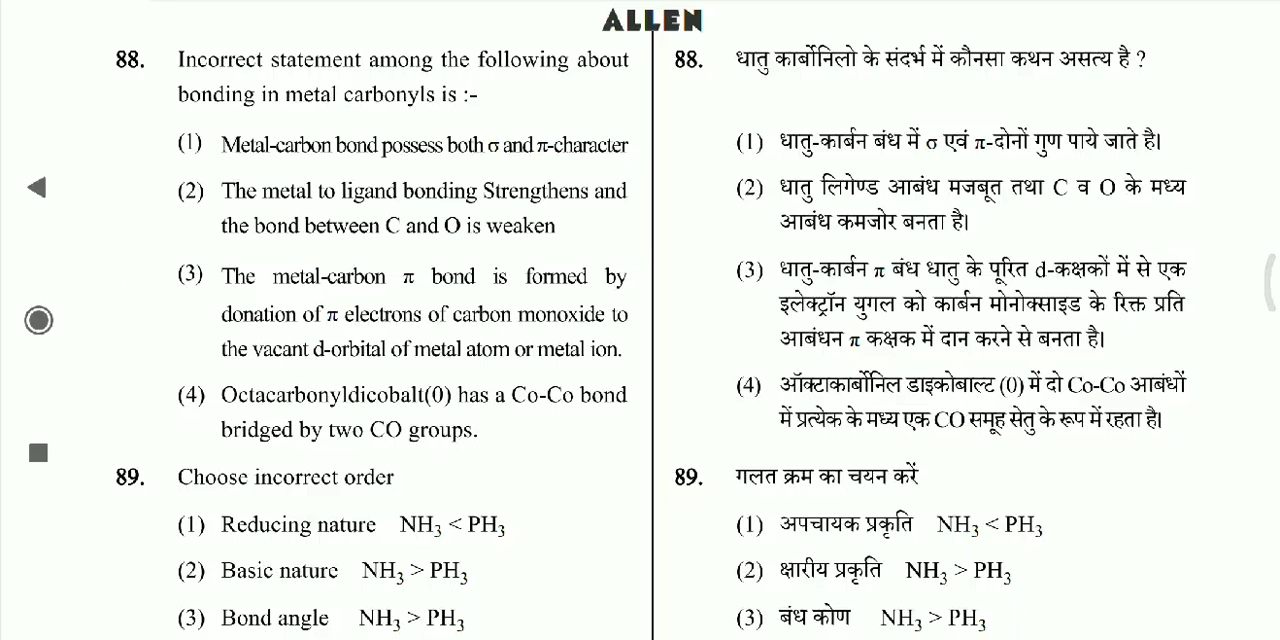 ALLEN
88. Incorrect statement among the following about
bonding in metal carbonyls is :-
(1) Metal-carbon bond possess both σ and π-character
(2) The metal to ligand bonding Strengthens and
the bond between C and O is weaken
(3) The metal-carbon π bond is formed by
donation of π electrons of carbon monoxide to
the vacant d-orbital of metal atom or metal ion.
(4) Octacarbonyldicobalt(0) has a Co-Co bond
bridged by two CO groups.
89. Choose incorrect order
(1) Reducing nature NH₃ < PH₃
(2) Basic nature NH₃ > PH₃
(3) Bond angle NH₃ > PH₃
88. धातु कार्बोनिलो के संदर्भ में कौनसा कथन असत्य है ?
(1) धातु-कार्बन बंध में σ एवं π-दोनों गुण पाये जाते है।
(2) धातु लिगेण्ड आबंध मजबूत तथा C व O के मध्य
आबंध कमजोर बनता है।
(3) धातु-कार्बन π बंध धातु के पूरित d-कक्षकों में से एक
इलेक्ट्रॉन युगल को कार्बन मोनोक्साइड के रिक्त प्रति
आबंधन π कक्षक में दान करने से बनता है।
(4) ऑक्टाकार्बोनिल डाइकोबाल्ट (0) में दो Co-Co आबंधों
में प्रत्येक के मध्य एक CO समूह सेतु के रूप में रहता है।
89. गलत क्रम का चयन करें
(1) अपचायक प्रकृति NH₃ < PH₃
(2) क्षारीय प्रकृति NH₃ > PH₃
(3) बंध कोण NH₃ > PH₃